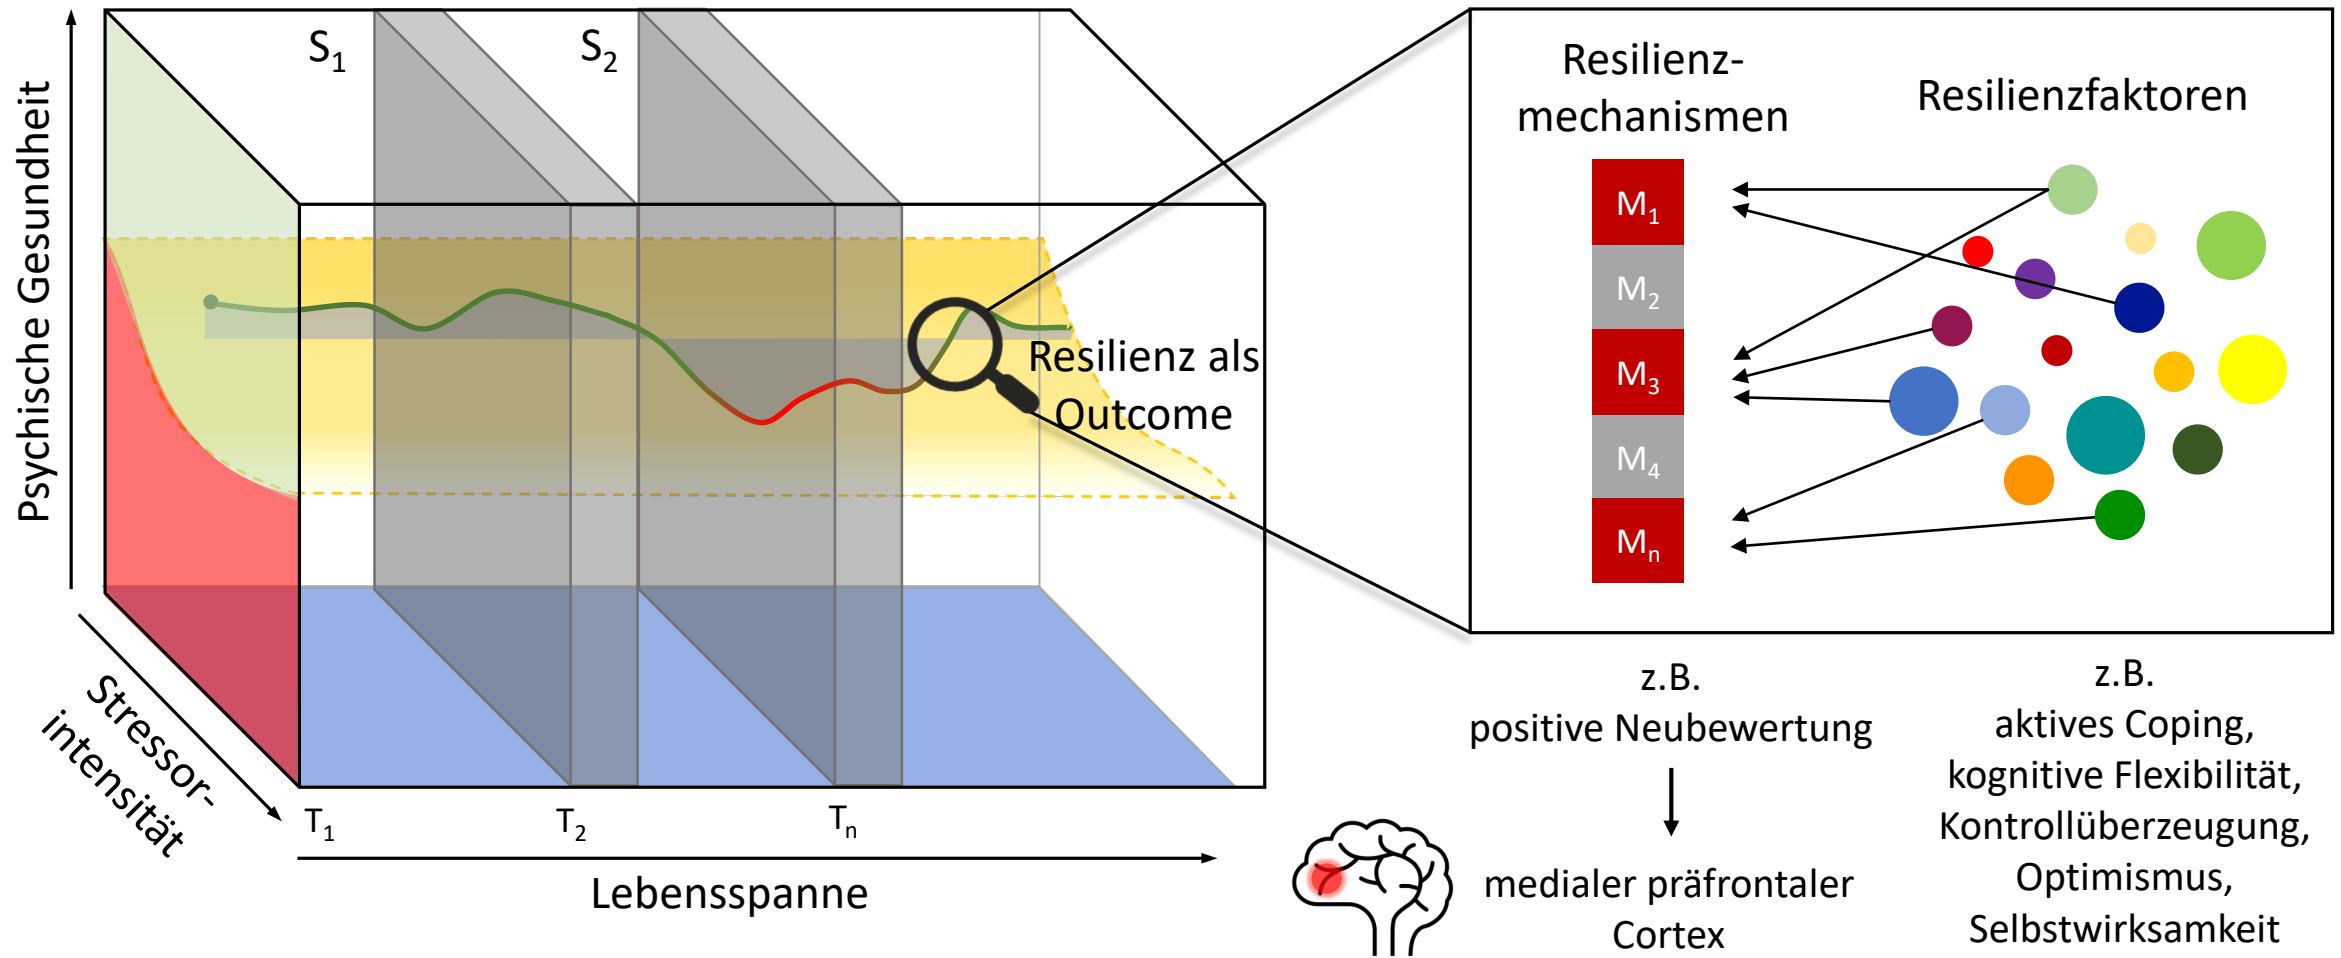 Psychische Gesundheit
S1
S2
Resilienz als
Outcome
Stressor-
intensität
T1
T2
Tn
Lebensspanne
Resilienz-
mechanismen
Resilienzfaktoren
M1
M2
M3
M4
Mn
z.B.
positive Neubewertung
medialer präfrontaler
Cortex
z.B.
aktives Coping,
kognitive Flexibilität,
Kontrollüberzeugung,
Optimismus,
Selbstwirksamkeit